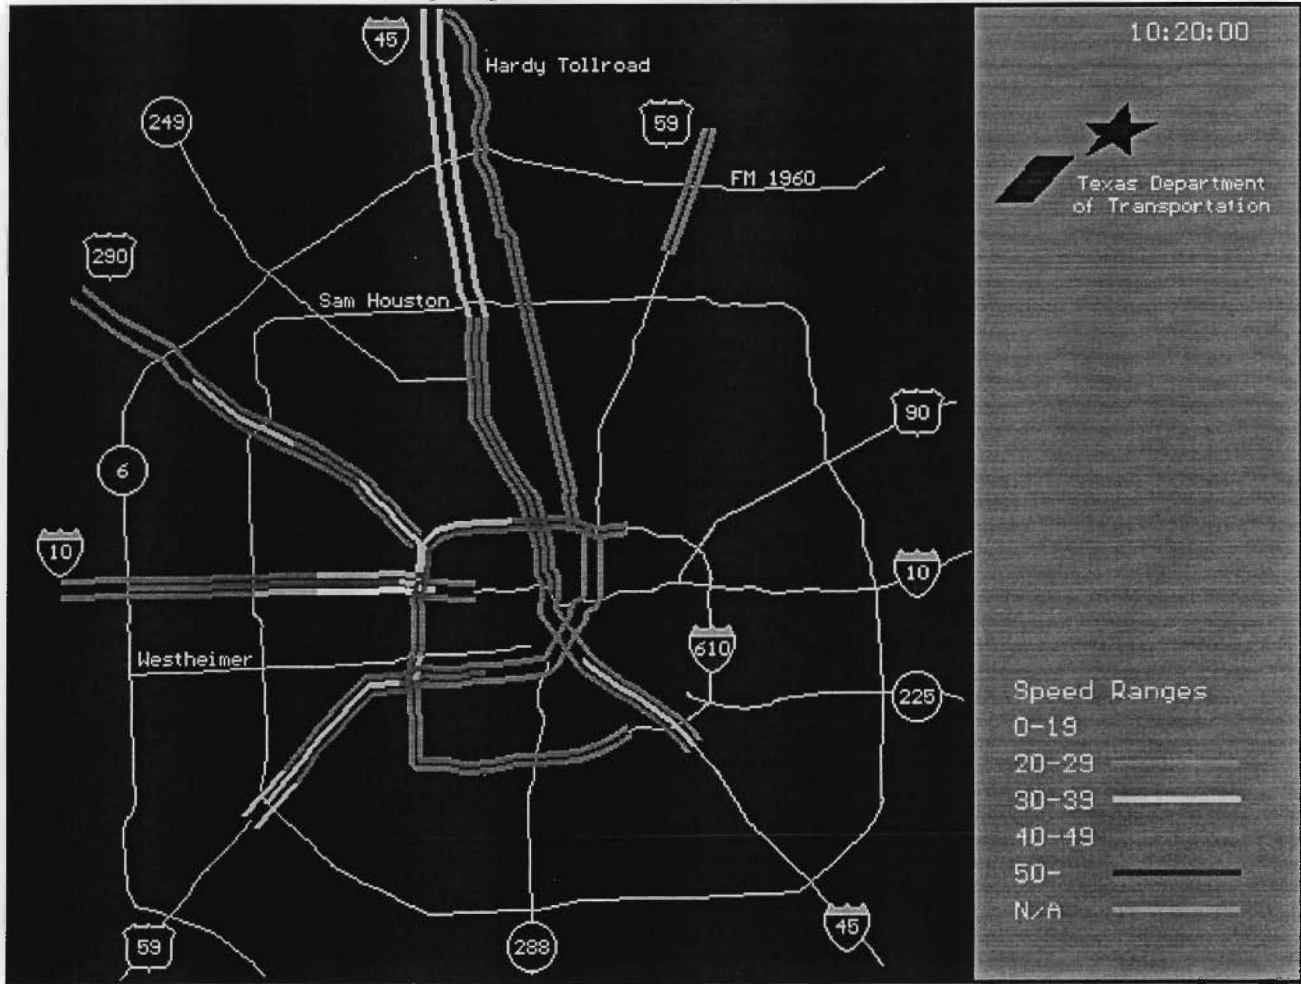 10:20:00
45
Hardy Tollroad
249
59
FM 1960
Texas Department
of Transportation
290
Sam Houston
90
6
10
10
610
Westheimer
225
Speed Ranges
0-19
20-29
30-39
40-49
50-
N/A
59
288
45